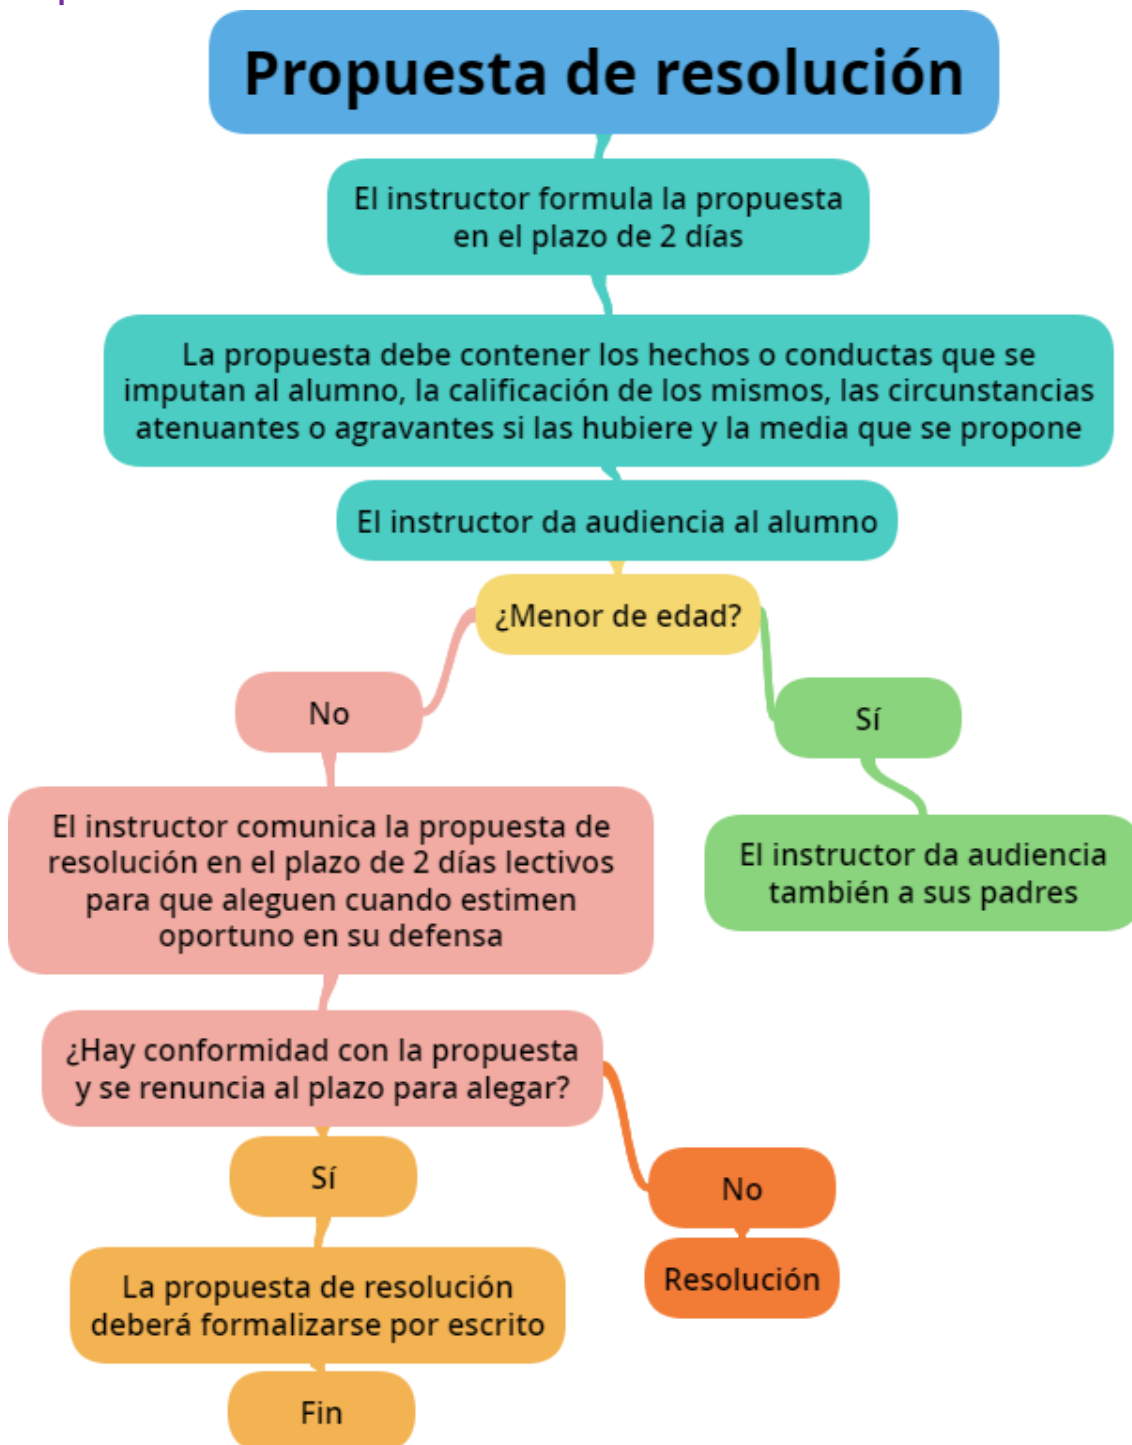 Propuesta de resolución
El instructor formula la propuesta
en el plazo de 2 días
La propuesta debe contener los hechos o conductas que se
imputan al alumno, la calificación de los mismos, las circunstancias
atenuantes o agravantes si las hubiere y la media que se propone
El instructor da audiencia al alumno
¿Menor de edad?
No
Sí
El instructor comunica la propuesta de
resolución en el plazo de 2 días lectivos
para que aleguen cuando estimen
oportuno en su defensa
El instructor da audiencia
también a sus padres
¿Hay conformidad con la propuesta
y se renuncia al plazo para alegar?
Sí
No
La propuesta de resolución
deberá formalizarse por escrito
Resolución
Fin